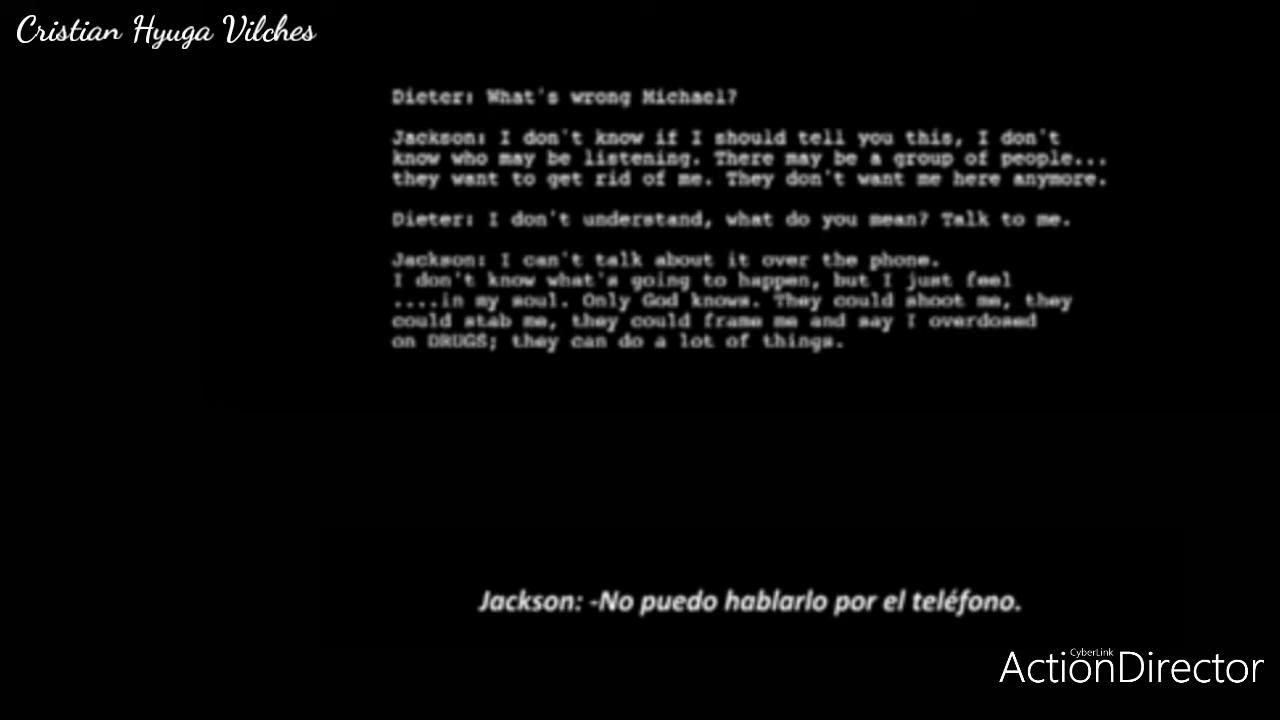 Cristian Hyuga Vilches
Dieter: What's wrong Michael?
Jackson: I don't know if I should tell you this, I don't
know who may be listening. There may be a group of people...
they want to get rid of me. They don't want me here anymore.
Dieter: I don't understand, what do you mean? Talk to me.
Jackson: I can't talk about it over the phone.
I don't know what's going to happen, but I just feel
....in my soul. Only God knows. They could shoot me, they
could stab me, they could frame me and say I overdosed
on DRUGS; they can do a lot of things.
Jackson: -No puedo hablarlo por el teléfono.
CyberLink
ActionDirector